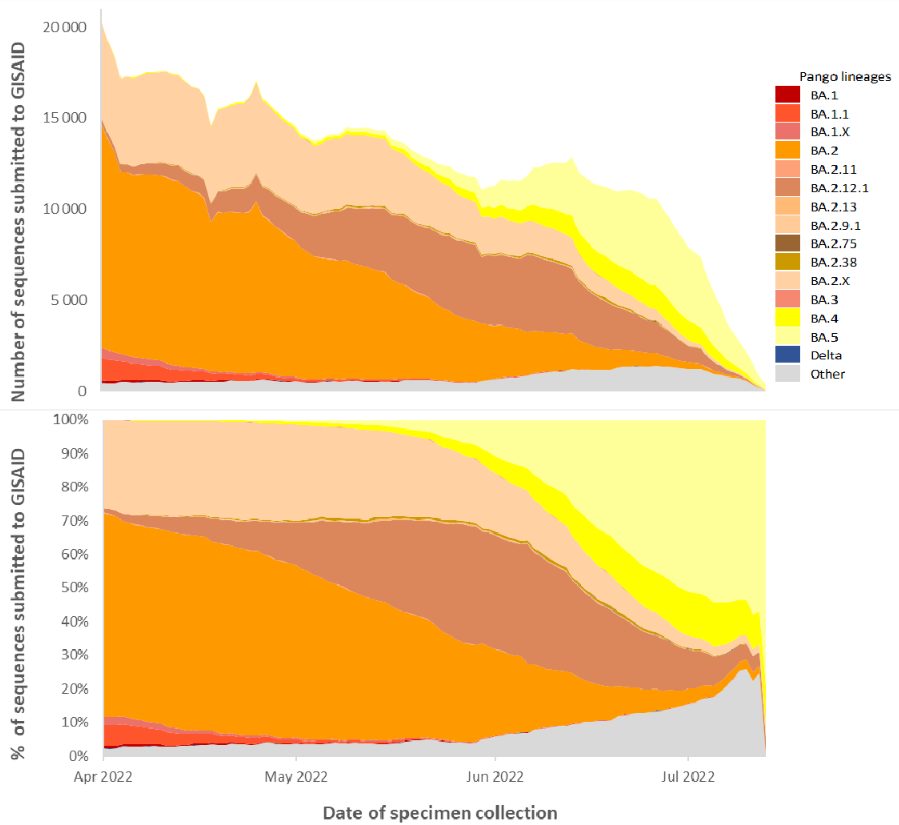 Number of sequences submitted to GISAID
20 000
15 000
10 000
5 000
0
Pango lineages
BA.1
BA.1.1
BA.1.X
BA.2
BA.2.11
BA.2.12.1
BA.2.13
BA.2.9.1
BA.2.75
BA.2.38
BA.2.X
BA.3
BA.4
BA.5
Delta
Other
% of sequences submitted to GISAID
100%
90%
80%
70%
60%
50%
40%
30%
20%
10%
0%
Apr 2022 May 2022 Jun 2022 Jul 2022
Date of specimen collection